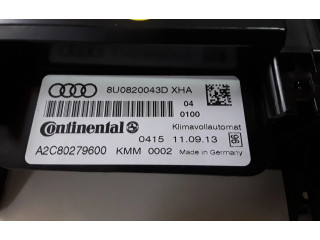 8U0820043D XHA
04
0100
Continental
Klimavollautomat
0415 11.09.13
A2C80279600 KMM 0002 Made in Germany